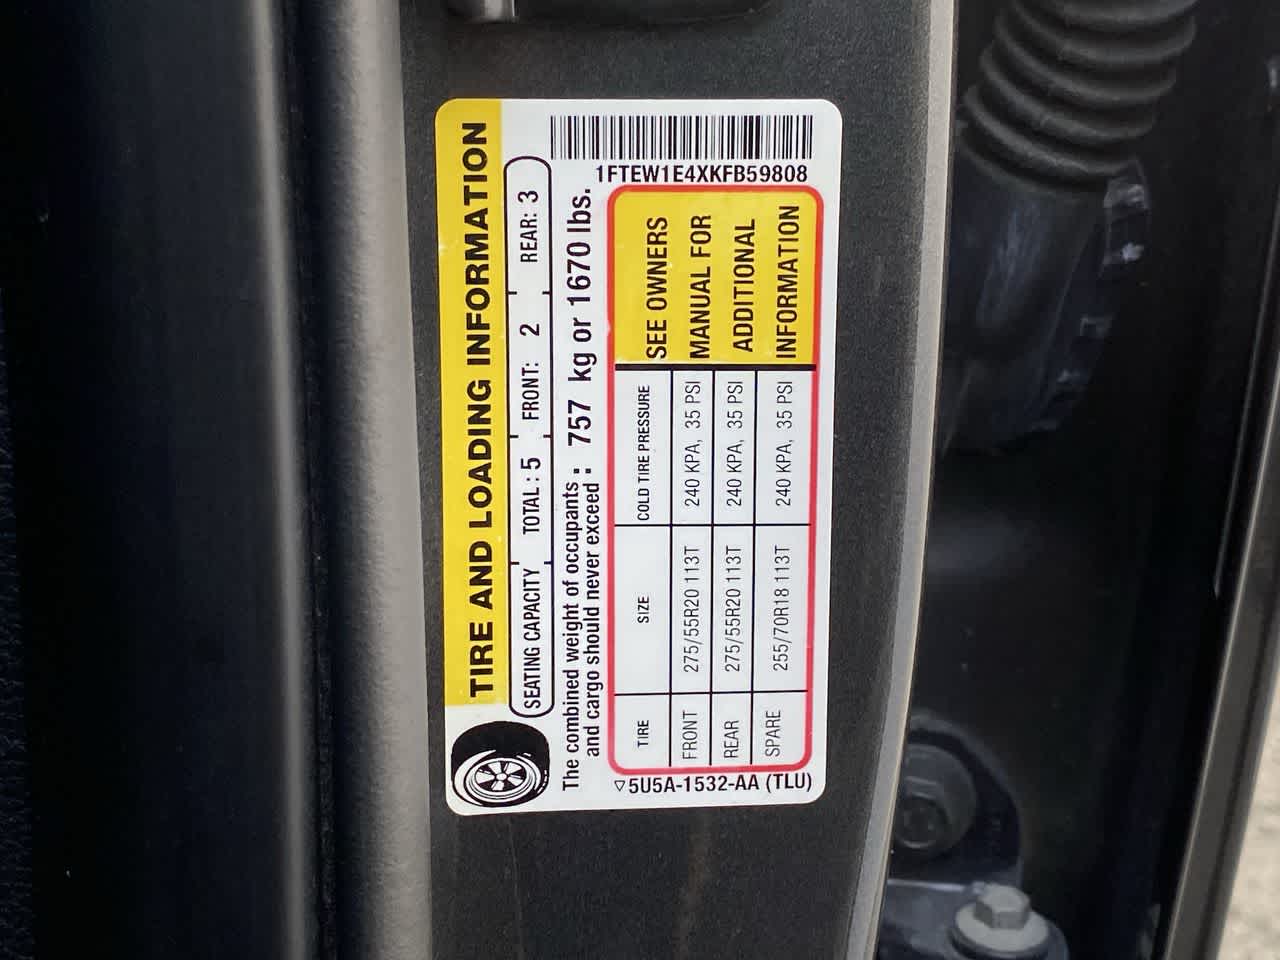 TIRE AND LOADING INFORMATION
SEATING CAPACITY TOTAL : 5 FRONT: 2 REAR: 3
The combined weight of occupants
and cargo should never exceed : 757 kg or 1670 lbs.
TIRE SIZE COLD TIRE PRESSURE
FRONT 275/55R20 113T 240 KPA, 35 PSI
REAR 275/55R20 113T 240 KPA, 35 PSI
SPARE 255/70R18 113T 240 KPA, 35 PSI
SEE OWNERS
MANUAL FOR
ADDITIONAL
INFORMATION
5U5A-1532-AA (TLU)
1FTEW1E4XKFB59808